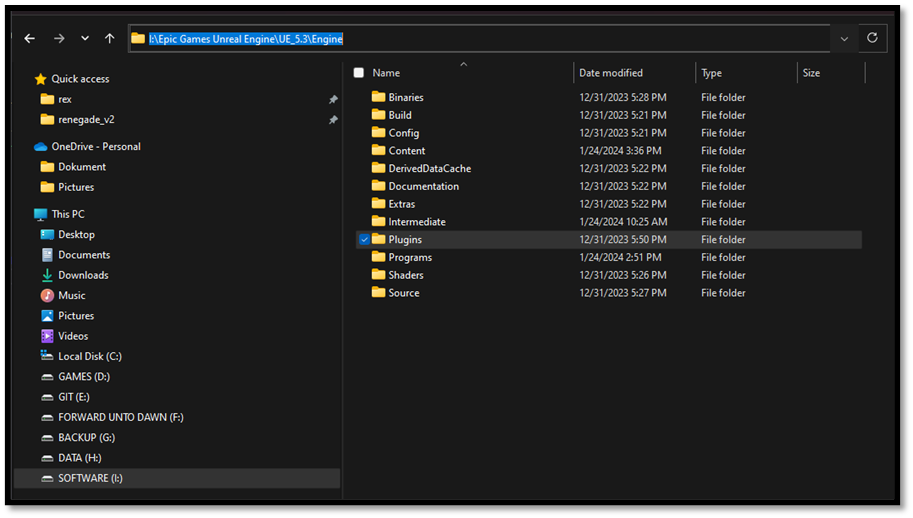 I:\Epic Games Unreal Engine\UE_5.3\Engine
Quick access
rex
renegade_v2
OneDrive - Personal
Dokument
Pictures
This PC
Desktop
Documents
Downloads
Music
Pictures
Videos
Local Disk (C:)
GAMES (D:)
GIT (E:)
FORWARD UNTO DAWN (F:)
BACKUP (G:)
DATA (H:)
SOFTWARE (I:)
Name Date modified Type Size
Binaries 12/31/2023 5:28 PM File folder
Build 12/31/2023 5:21 PM File folder
Config 12/31/2023 5:21 PM File folder
Content 1/24/2024 3:36 PM File folder
DerivedDataCache 12/31/2023 5:22 PM File folder
Documentation 12/31/2023 5:22 PM File folder
Extras 12/31/2023 5:22 PM File folder
Intermediate 1/24/2024 10:25 AM File folder
Plugins 12/31/2023 5:50 PM File folder
Programs 1/24/2024 2:51 PM File folder
Shaders 12/31/2023 5:26 PM File folder
Source 12/31/2023 5:27 PM File folder